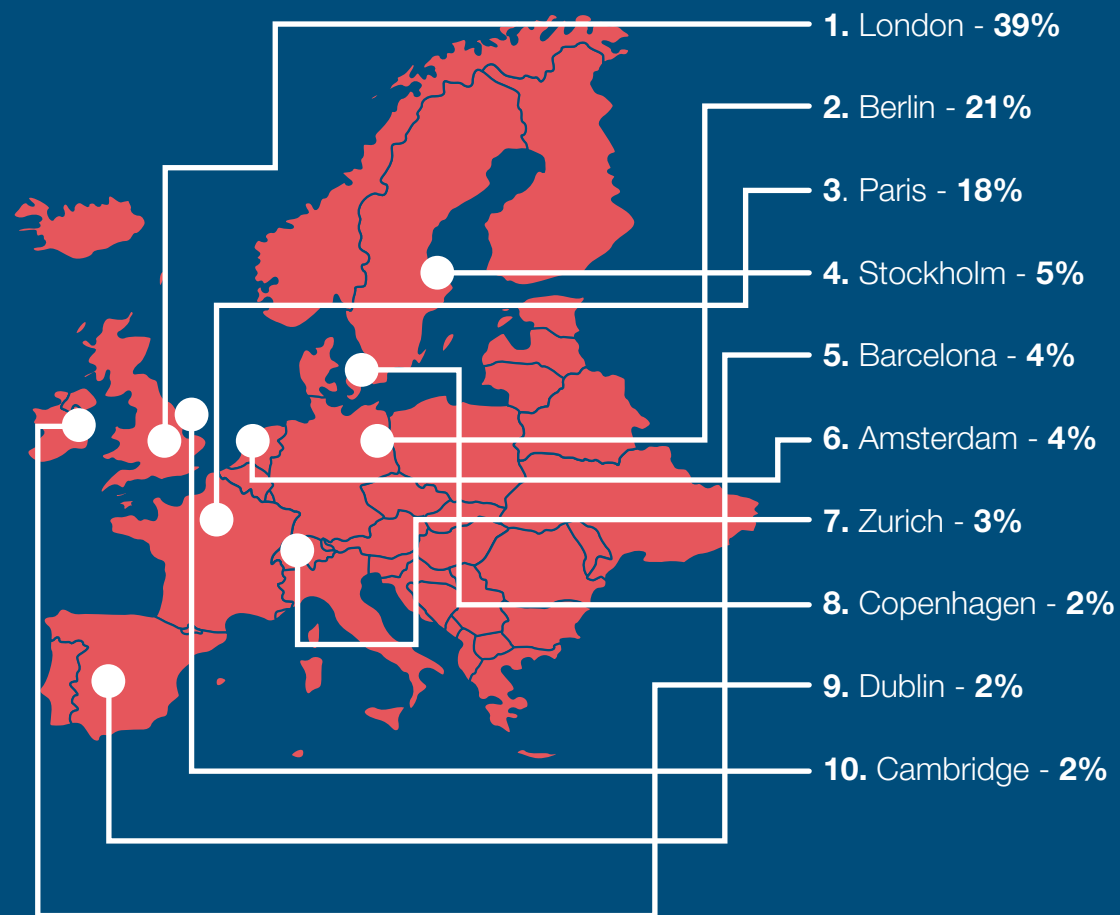 1. London - 39%
2. Berlin - 21%
3. Paris - 18%
4. Stockholm - 5%
5. Barcelona - 4%
6. Amsterdam - 4%
7. Zurich - 3%
8. Copenhagen - 2%
9. Dublin - 2%
10. Cambridge - 2%